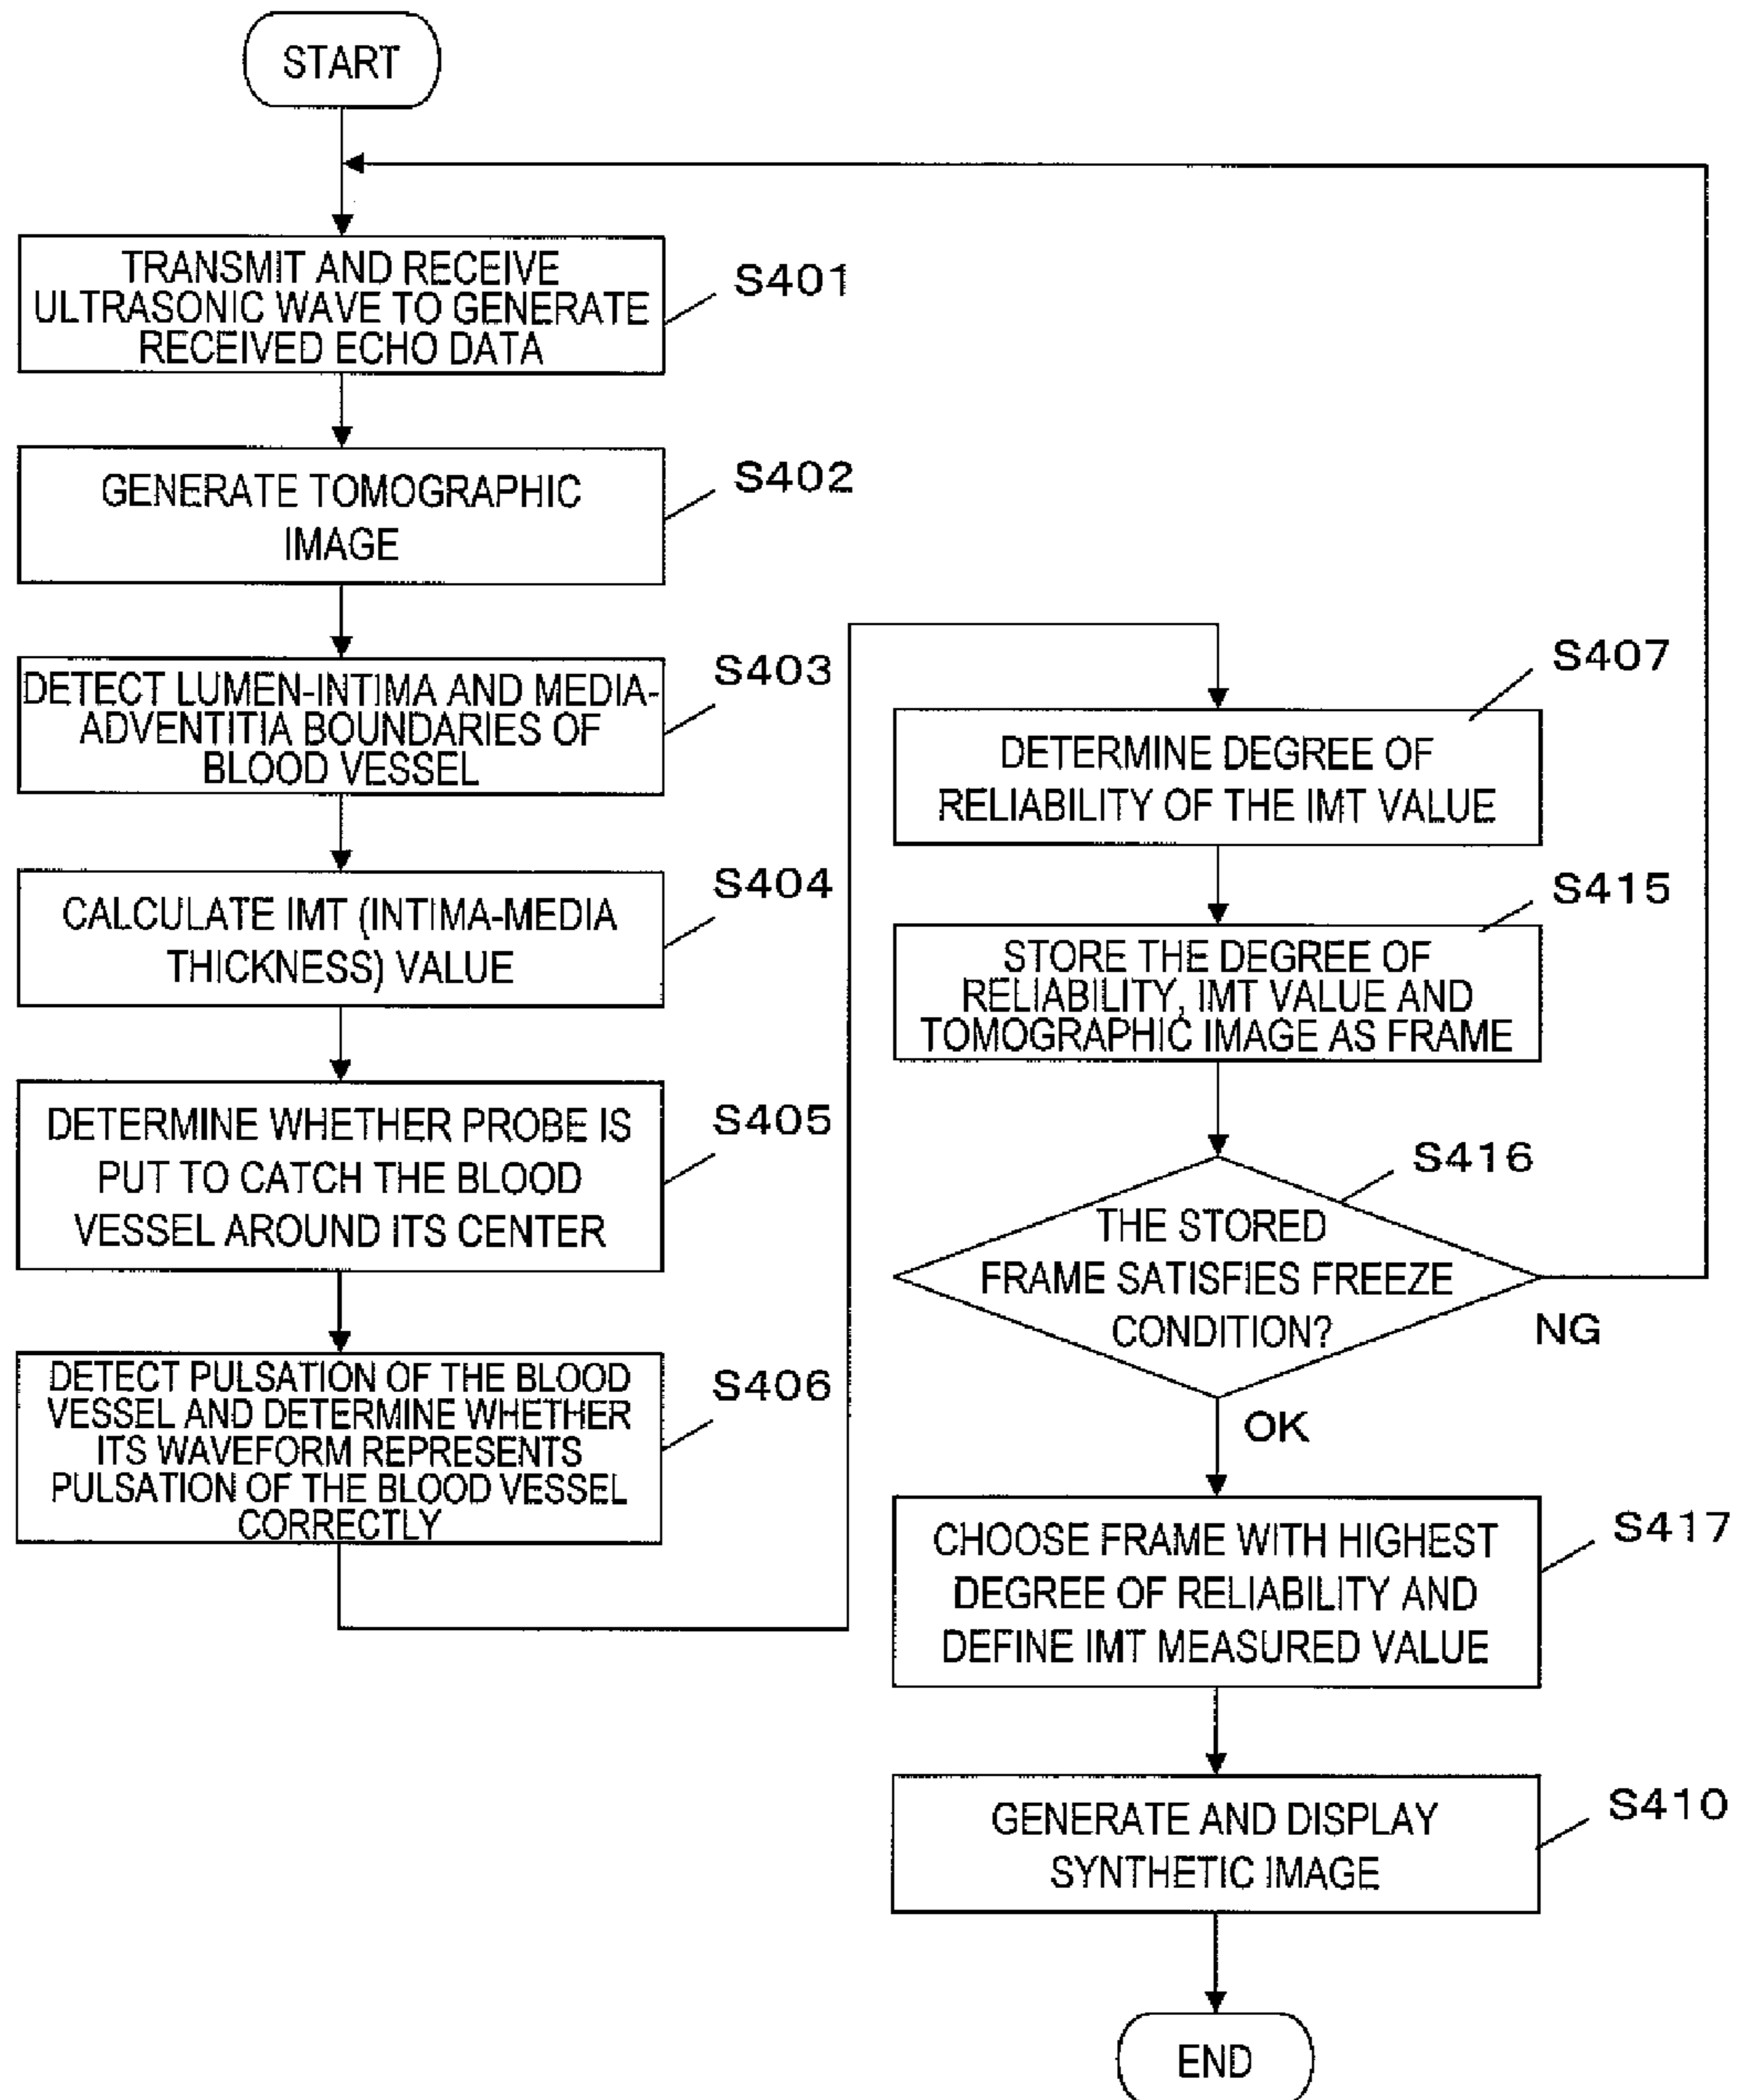 START
TRANSMIT AND RECEIVE
ULTRASONIC WAVE TO GENERATE
RECEIVED ECHO DATA
S401
GENERATE TOMOGRAPHIC
IMAGE
S402
DETECT LUMEN-INTIMA AND MEDIA-
ADVENTITIA BOUNDARIES OF
BLOOD VESSEL
S403
CALCULATE IMT (INTIMA-MEDIA
THICKNESS) VALUE
S404
DETERMINE WHETHER PROBE IS
PUT TO CATCH THE BLOOD
VESSEL AROUND ITS CENTER
S405
DETECT PULSATION OF THE BLOOD
VESSEL AND DETERMINE WHETHER
ITS WAVEFORM REPRESENTS
PULSATION OF THE BLOOD VESSEL
CORRECTLY
S406
DETERMINE DEGREE OF
RELIABILITY OF THE IMT VALUE
S407
STORE THE DEGREE OF
RELIABILITY, IMT VALUE AND
TOMOGRAPHIC IMAGE AS FRAME
S415
THE STORED
FRAME SATISFIES FREEZE
CONDITION?
S416
NG
OK
CHOOSE FRAME WITH HIGHEST
DEGREE OF RELIABILITY AND
DEFINE IMT MEASURED VALUE
S417
GENERATE AND DISPLAY
SYNTHETIC IMAGE
S410
END